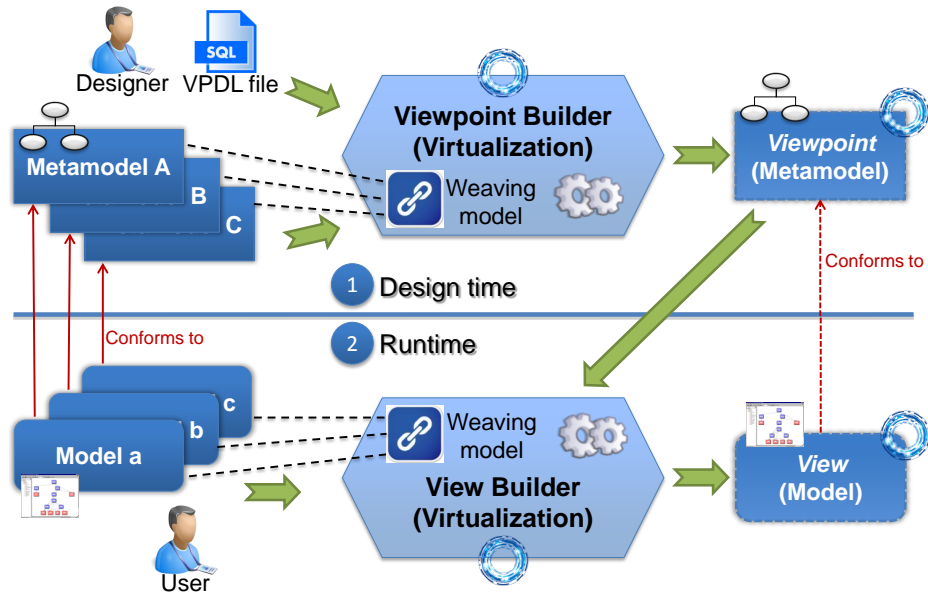 SQL
Designer
VPDL file
Metamodel A
B
C
Viewpoint Builder
(Virtualization)
Weaving
model
Viewpoint
(Metamodel)
Conforms to
1
Design time
2
Runtime
Conforms to
c
b
Model a
User
Weaving
model
View Builder
(Virtualization)
View
(Model)